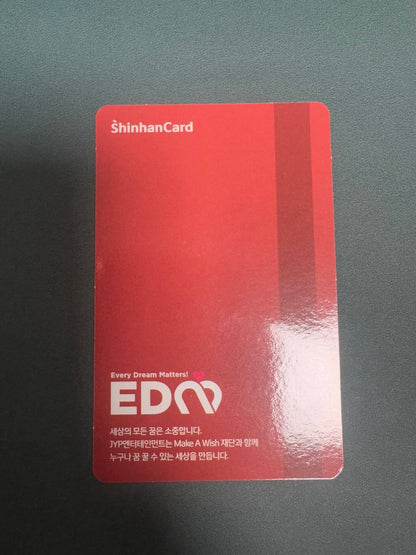 ShinhanCard
Every Dream Matters!
EDM
세상의 모든 꿈은 소중합니다.
JYP엔터테인먼트는 Make A Wish 재단과 함께
누구나 꿈 꿀 수 있는 세상을 만듭니다.